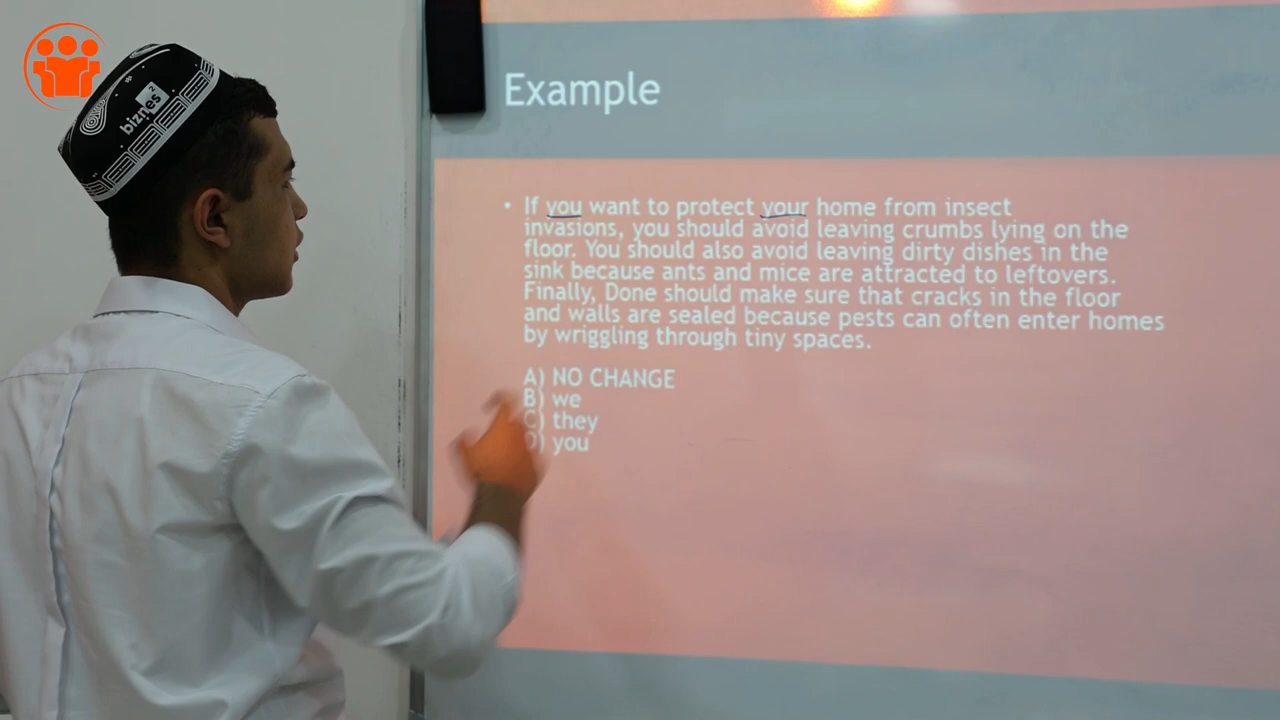 biznes²
Example
• If you want to protect your home from insect
invasions, you should avoid leaving crumbs lying on the
floor. You should also avoid leaving dirty dishes in the
sink because ants and mice are attracted to leftovers.
Finally, Done should make sure that cracks in the floor
and walls are sealed because pests can often enter homes
by wriggling through tiny spaces.
A) NO CHANGE
B) we
C) they
D) you